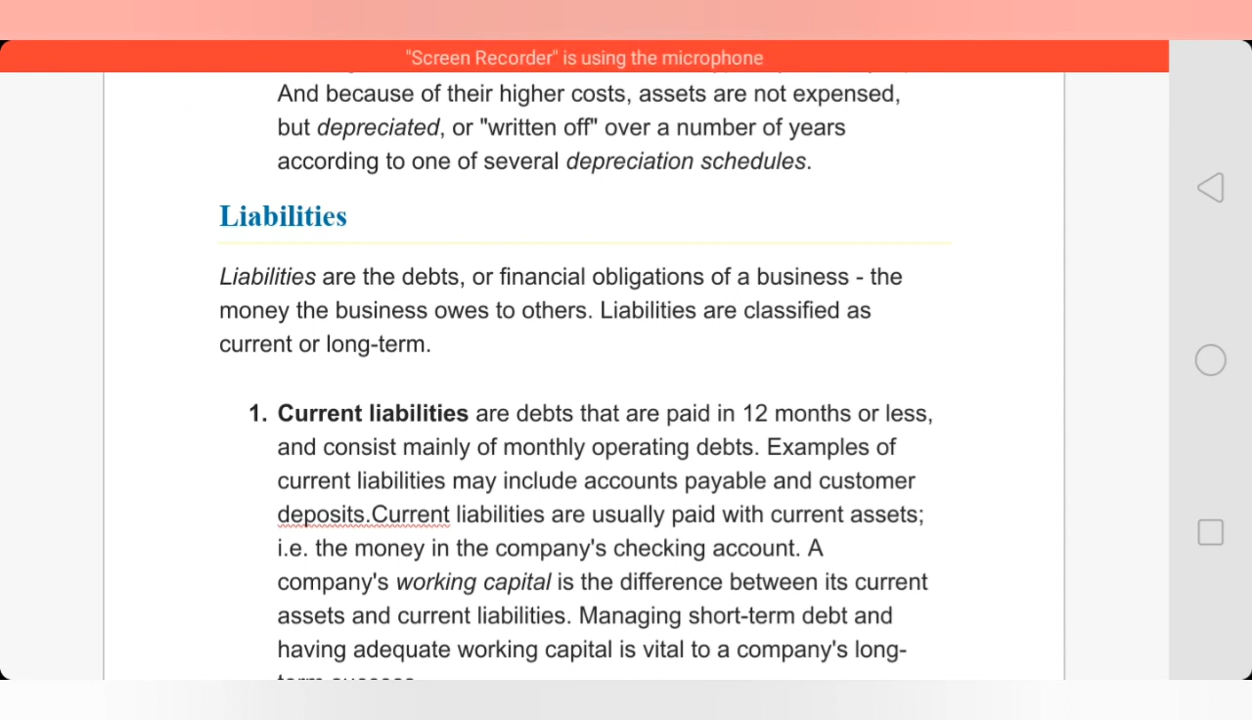 "Screen Recorder" is using the microphone
And because of their higher costs, assets are not expensed,
but depreciated, or "written off" over a number of years
according to one of several depreciation schedules.
Liabilities
Liabilities are the debts, or financial obligations of a business - the
money the business owes to others. Liabilities are classified as
current or long-term.
1. Current liabilities are debts that are paid in 12 months or less,
and consist mainly of monthly operating debts. Examples of
current liabilities may include accounts payable and customer
deposits.Current liabilities are usually paid with current assets;
i.e. the money in the company's checking account. A
company's working capital is the difference between its current
assets and current liabilities. Managing short-term debt and
having adequate working capital is vital to a company's long-
term success